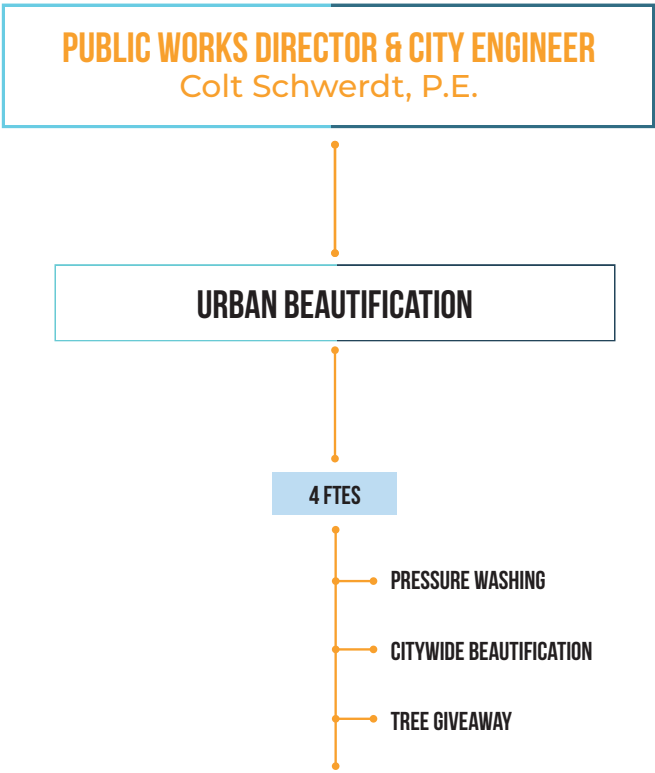 PUBLIC WORKS DIRECTOR & CITY ENGINEER
Colt Schwerdt, P.E.
URBAN BEAUTIFICATION
4 FTES
PRESSURE WASHING
CITYWIDE BEAUTIFICATION
TREE GIVEAWAY